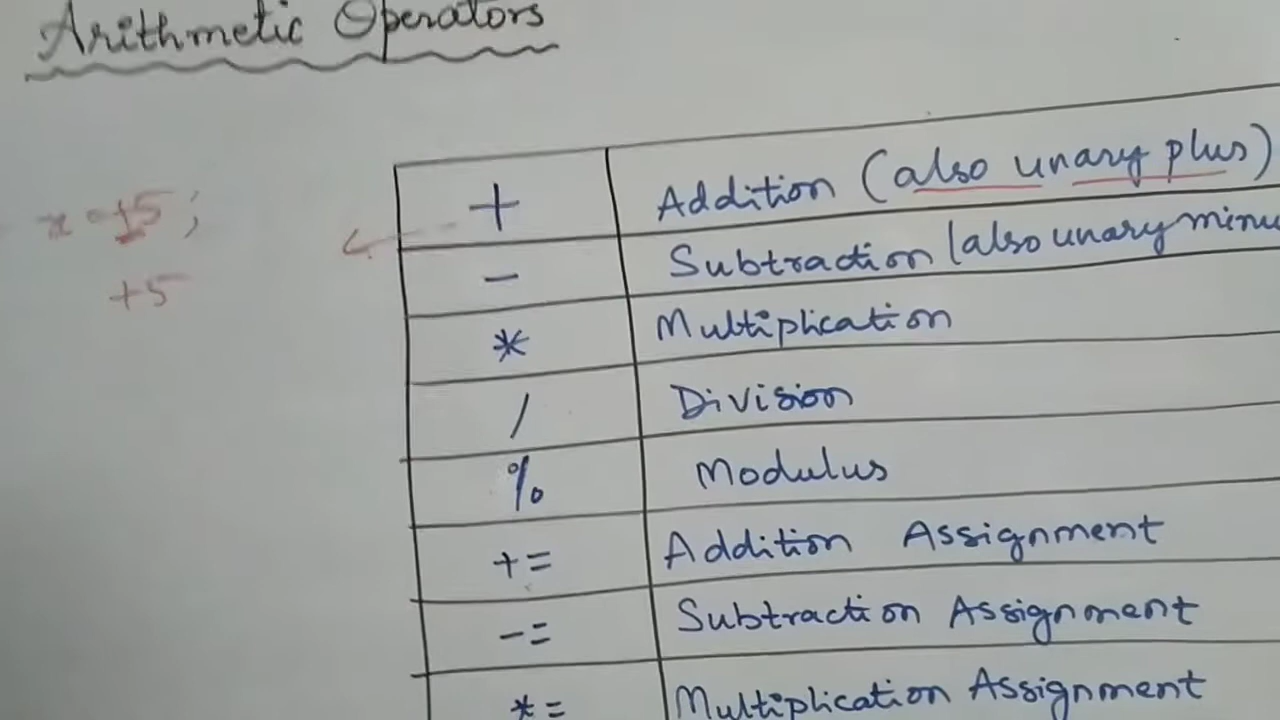 Arithmetic Operators
x=+5;
+5
+ Addition (also unary plus)
- Subtraction (also unary minu
* Multiplication
/ Division
% Modulus
+= Addition Assignment
-= Subtraction Assignment
*= Multiplication Assignment